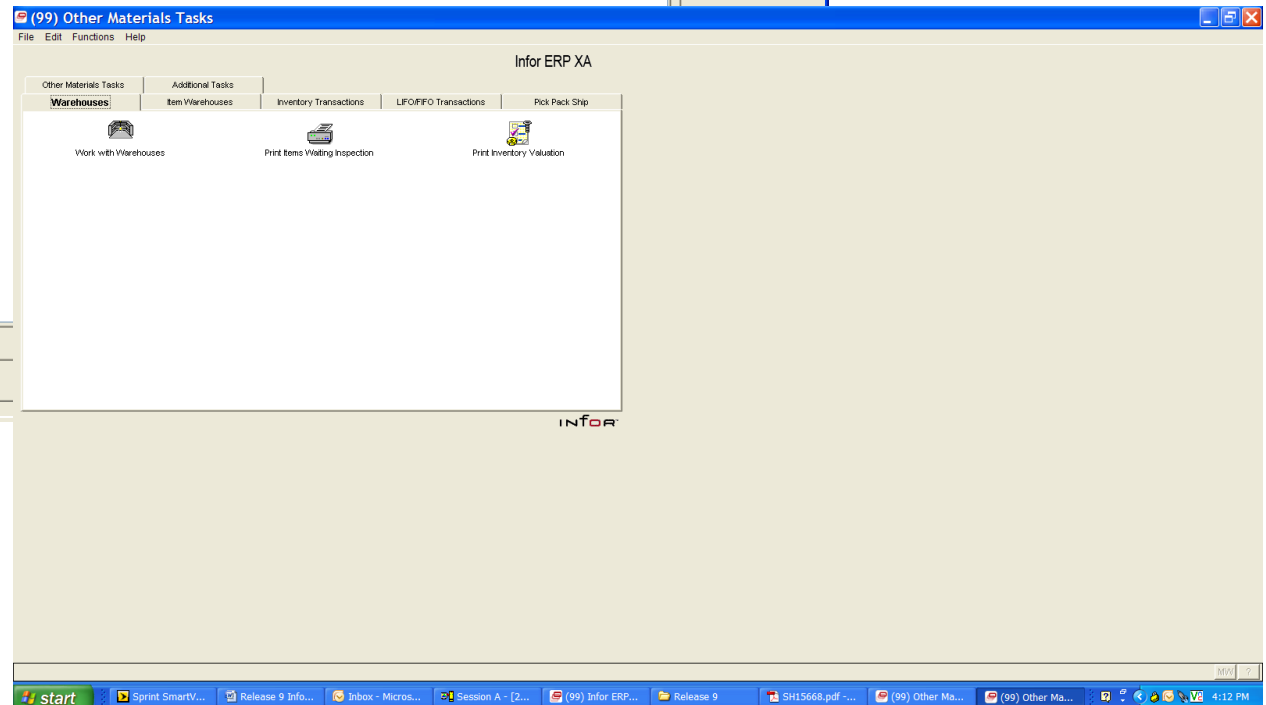 (99) Other Materials Tasks
File Edit Functions Help
Infor ERP XA
Other Materials Tasks Additional Tasks
Warehouses Item Warehouses Inventory Transactions LIFO/FIFO Transactions Pick Pack Ship
Work with Warehouses Print Items Waiting Inspection Print Inventory Valuation
INFOR
MW ?
start Sprint SmartV... Release 9 Info... Inbox - Micros... Session A - [2... (99) Infor ERP... Release 9 SH15668.pdf -... (99) Other Ma... (99) Other Ma... 4:12 PM